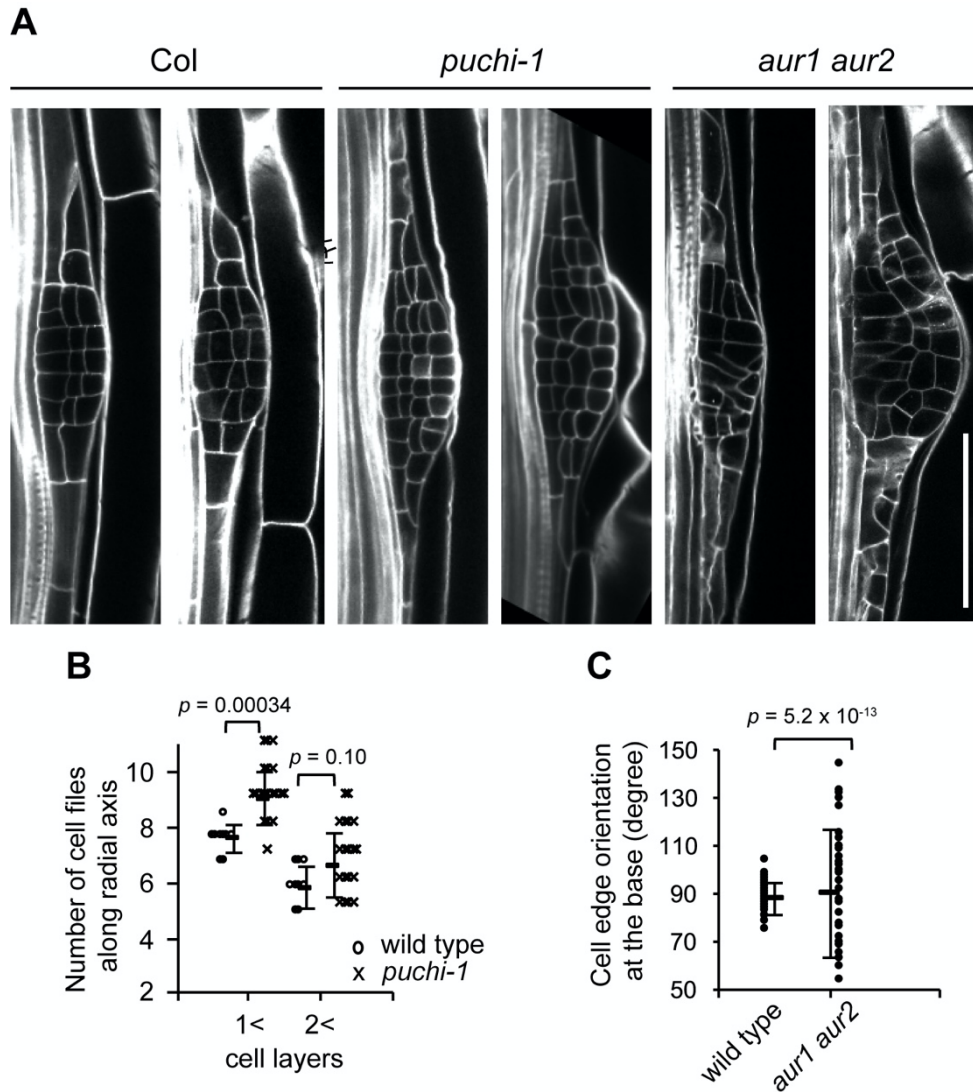 A
Col puchi-1 aur1 aur2
B
p = 0.00034
p = 0.10
Number of cell files
along radial axis
10
8
6
4
2
o wild type
x puchi-1
1< 2<
cell layers
C
p = 5.2 x 10-13
Cell edge orientation
at the base (degree)
150
130
110
90
70
50
wild type
aur1 aur2